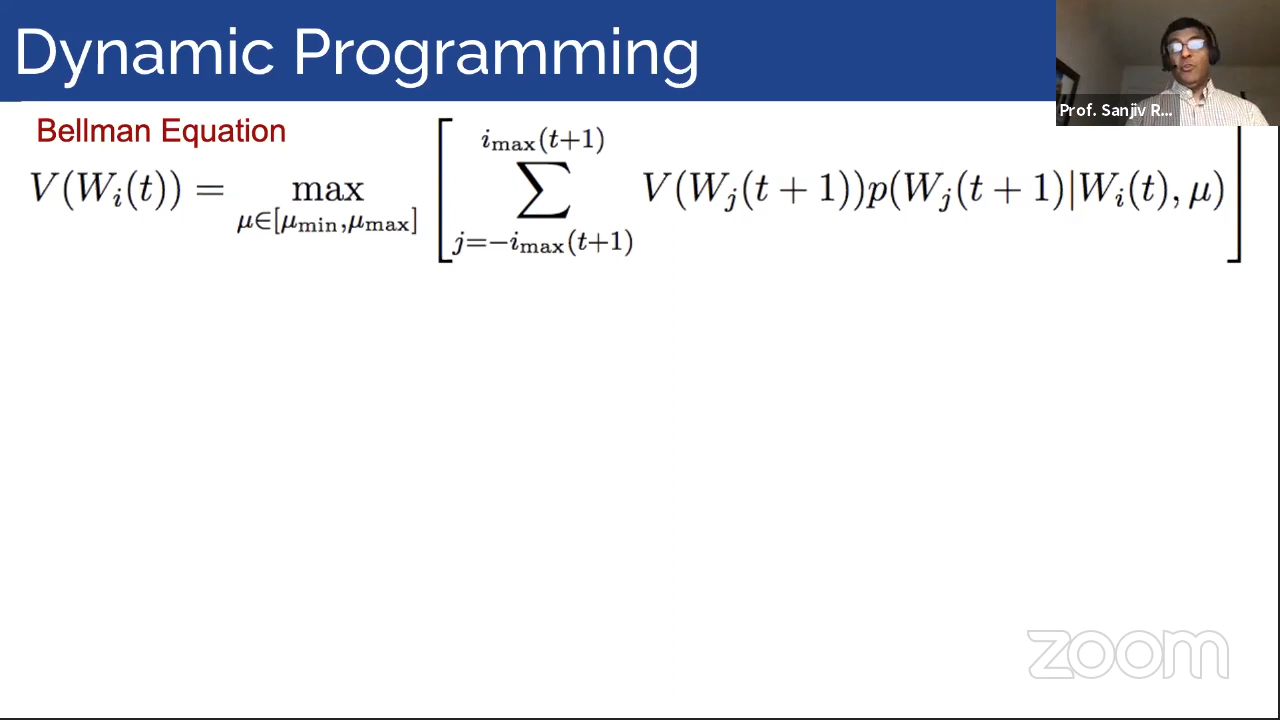 Dynamic Programming
Prof. Sanjiv R...
Bellman Equation
V(W_i(t)) = max_{μ∈[μ_min,μ_max]} [ ∑_{j=−i_max(t+1)}^{i_max(t+1)} V(W_j(t + 1))p(W_j(t + 1)|W_i(t), μ) ]
zoom